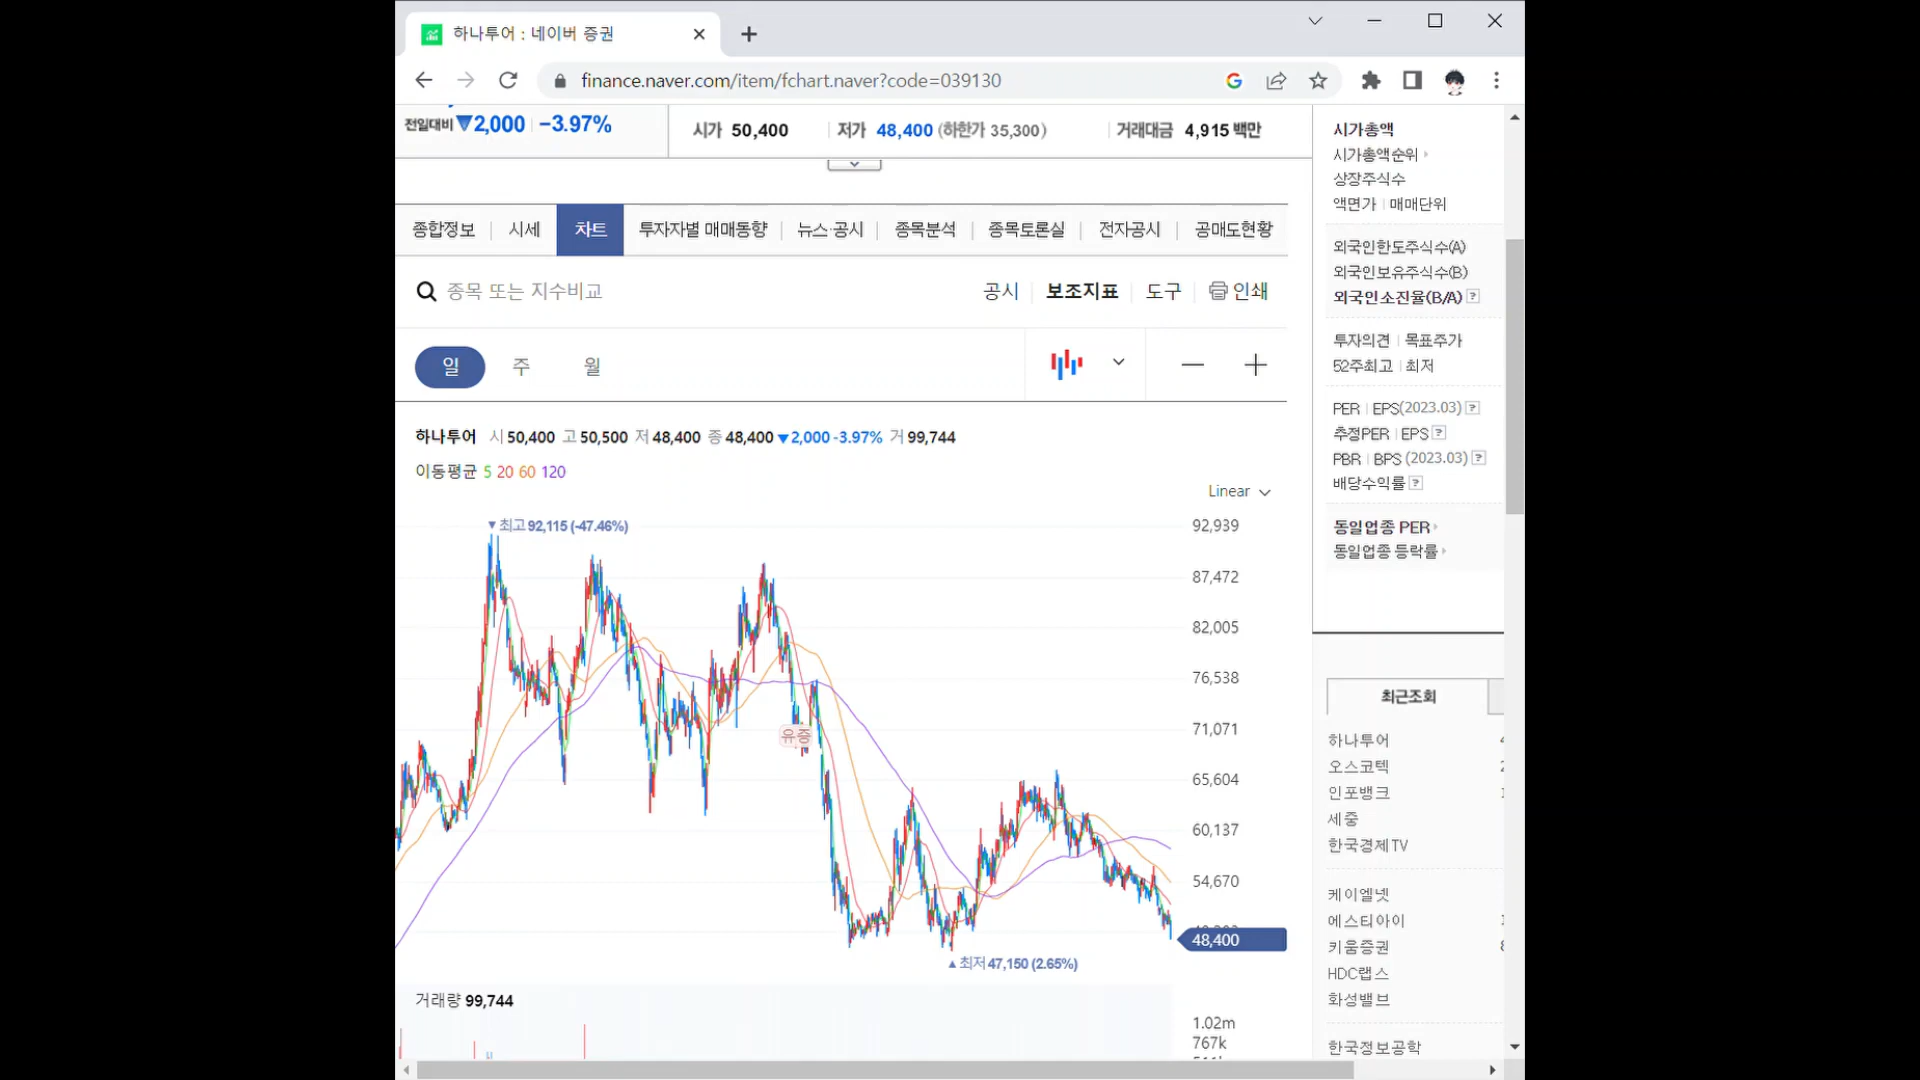 하나투어 : 네이버 증권
finance.naver.com/item/fchart.naver?code=039130
전일대비 ▼2,000 | -3.97%
시가 50,400 | 저가 48,400 (하한가 35,300) | 거래대금 4,915 백만
종합정보 | 시세 차트 투자자별 매매동향 | 뉴스·공시 | 종목분석 | 종목토론실 | 전자공시 | 공매도현황
종목 또는 지수비교
공시 | 보조지표 | 도구 | 인쇄
일 주 월
하나투어 시 50,400 고 50,500 저 48,400 종 48,400 ▼2,000 -3.97% 거 99,744
이동평균 5 20 60 120
Linear
▼최고 92,115 (-47.46%)
92,939
87,472
82,005
76,538
71,071
유증
65,604
60,137
54,670
48,400
▲최저 47,150 (2.65%)
거래량 99,744
1.02m
767k
시가총액
시가총액순위
상장주식수
액면가 | 매매단위
외국인한도주식수(A)
외국인보유주식수(B)
외국인소진율(B/A) ?
투자의견 | 목표주가
52주최고 | 최저
PER | EPS(2023.03) ?
추정PER | EPS ?
PBR | BPS (2023.03) ?
배당수익률 ?
동일업종 PER
동일업종 등락률
최근조회
하나투어
오스코텍
인포뱅크
세중
한국경제TV
케이엘넷
에스티아이
키움증권
HDC랩스
화성밸브
한국정보공학